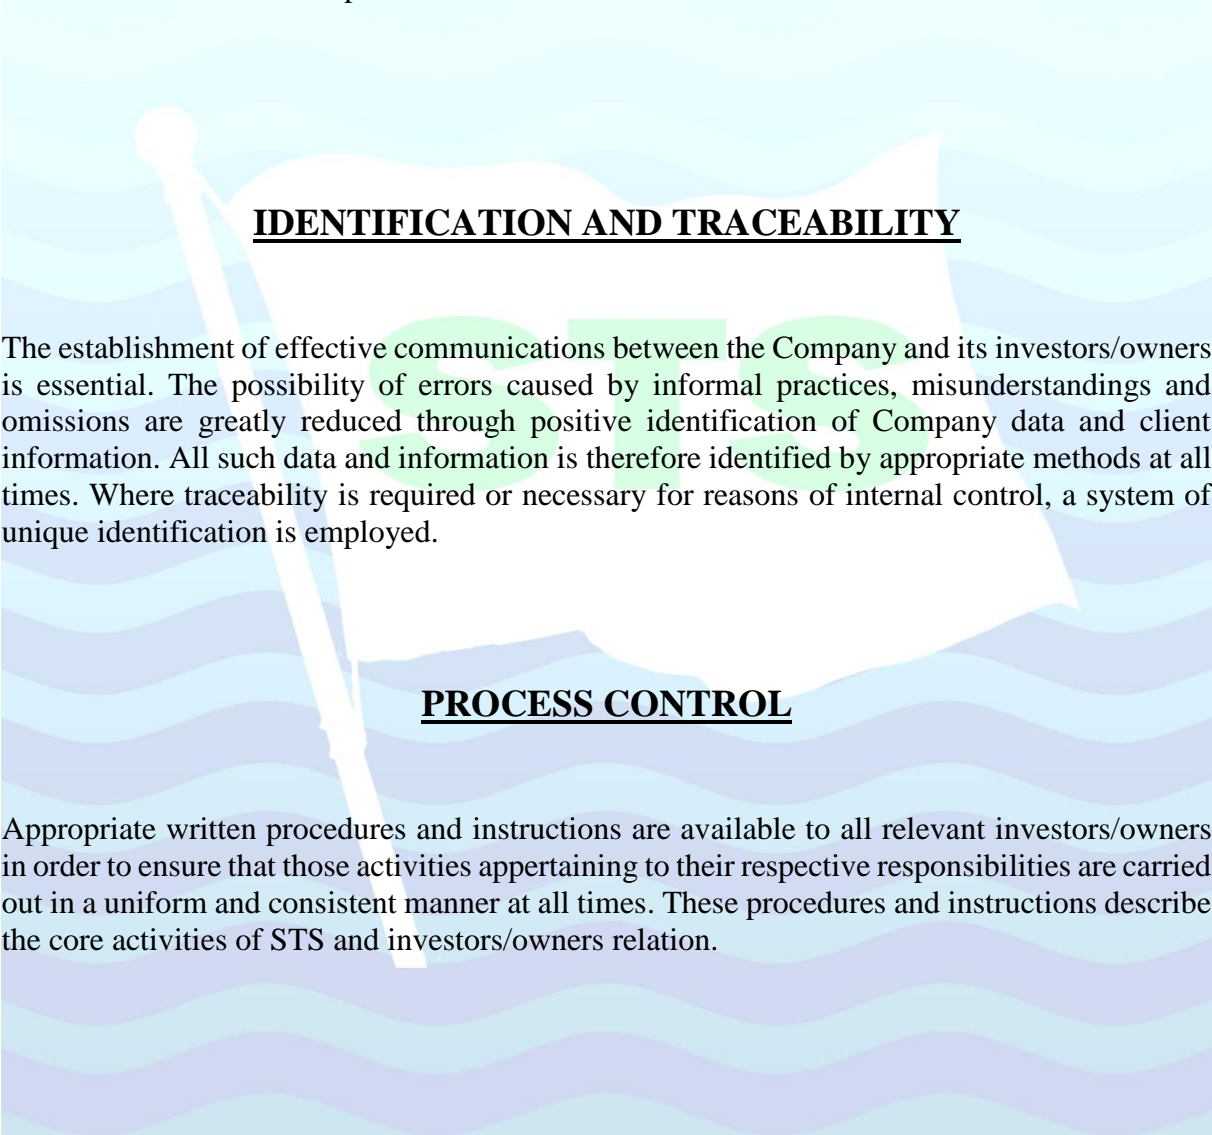 IDENTIFICATION AND TRACEABILITY
STS
The establishment of effective communications between the Company and its investors/owners
is essential. The possibility of errors caused by informal practices, misunderstandings and
omissions are greatly reduced through positive identification of Company data and client
information. All such data and information is therefore identified by appropriate methods at all
times. Where traceability is required or necessary for reasons of internal control, a system of
unique identification is employed.
PROCESS CONTROL
Appropriate written procedures and instructions are available to all relevant investors/owners
in order to ensure that those activities appertaining to their respective responsibilities are carried
out in a uniform and consistent manner at all times. These procedures and instructions describe
the core activities of STS and investors/owners relation.